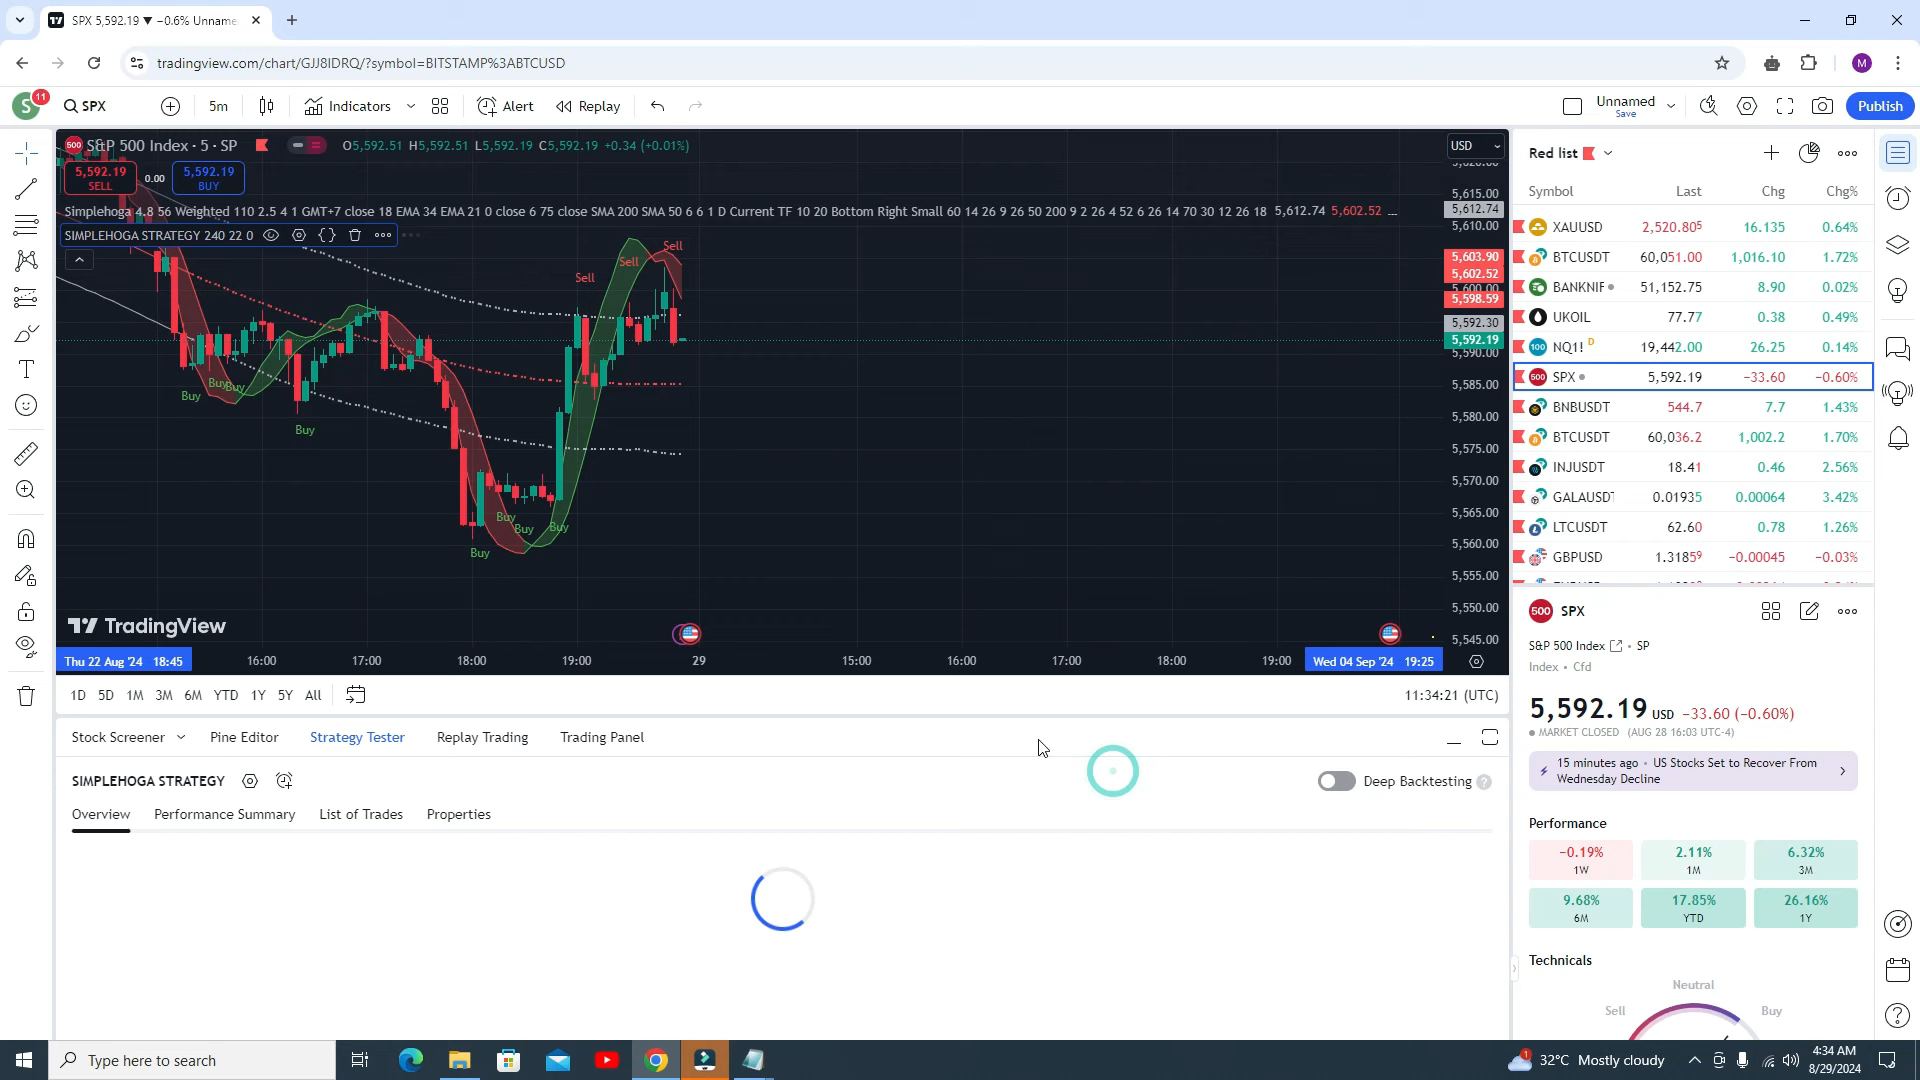 SPX 5,592.19 ▼ −0.6% Unname
tradingview.com/chart/GJJ8IDRQ/?symbol=BITSTAMP%3ABTCUSD
M
S 11 SPX 5m Indicators Alert Replay Unnamed Save Publish
500 S&P 500 Index · 5 · SP O5,592.51 H5,592.51 L5,592.19 C5,592.19 +0.34 (+0.01%) USD
5,592.19 SELL 0.00 5,592.19 BUY
Simplehoga 4.8 56 Weighted 110 2.5 4 1 GMT+7 close 18 EMA 34 EMA 21 0 close 6 75 close SMA 200 SMA 50 6 6 1 D Current TF 10 20 Bottom Right Small 60 14 26 9 26 50 200 9 2 26 4 52 6 26 14 70 30 12 26 18 5,612.74 5,602.52 ...
SIMPLEHOGA STRATEGY 240 22 0
Sell
Sell
Sell
Buy
Buy
Buy
Buy
Buy
Buy
Buy
Buy
5,615.00
5,612.74
5,610.00
5,603.90
5,602.52
5,600.00
5,598.59
5,592.30
5,592.19
5,590.00
5,585.00
5,580.00
5,575.00
5,570.00
5,565.00
5,560.00
5,555.00
5,550.00
5,545.00
TradingView
Thu 22 Aug '24 18:45 16:00 17:00 18:00 19:00 29 15:00 16:00 17:00 18:00 19:00 Wed 04 Sep '24 19:25
1D 5D 1M 3M 6M YTD 1Y 5Y All 11:34:21 (UTC)
Stock Screener Pine Editor Strategy Tester Replay Trading Trading Panel
SIMPLEHOGA STRATEGY Deep Backtesting ?
Overview Performance Summary List of Trades Properties
Red list
Symbol Last Chg Chg%
XAUUSD 2,520.805 16.135 0.64%
BTCUSDT 60,051.00 1,016.10 1.72%
BANKNIF 51,152.75 8.90 0.02%
UKOIL 77.77 0.38 0.49%
100 NQ1! D 19,442.00 26.25 0.14%
500 SPX 5,592.19 −33.60 −0.60%
BNBUSDT 544.7 7.7 1.43%
BTCUSDT 60,036.2 1,002.2 1.70%
INJUSDT 18.41 0.46 2.56%
GALAUSDT 0.01935 0.00064 3.42%
LTCUSDT 62.60 0.78 1.26%
GBPUSD 1.31859 −0.00045 −0.03%
500 SPX
S&P 500 Index • SP
Index • Cfd
5,592.19 USD −33.60 (−0.60%)
MARKET CLOSED (AUG 28 16:03 UTC-4)
15 minutes ago • US Stocks Set to Recover From
Wednesday Decline
Performance
−0.19% 2.11% 6.32%
1W 1M 3M
9.68% 17.85% 26.16%
6M YTD 1Y
Technicals
Neutral
Sell Buy
Type here to search
1 32°C Mostly cloudy
4:34 AM
8/29/2024